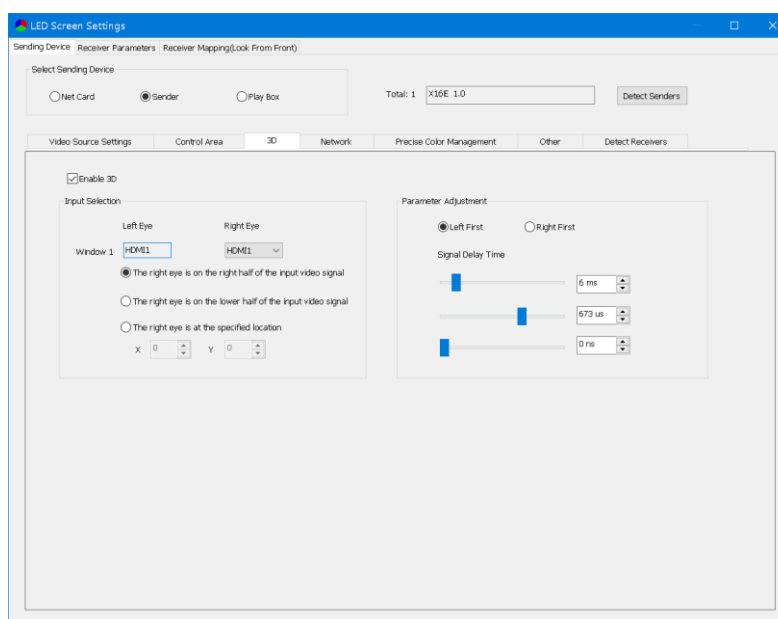 LED Screen Settings
Sending Device Receiver Parameters Receiver Mapping(Look From Front)
Select Sending Device
Net Card Sender Play Box
Total: 1 X16E 1.0 Detect Senders
Video Source Settings Control Area 3D Network Precise Color Management Other Detect Receivers
Enable 3D
Input Selection
Left Eye Right Eye
Window 1 HDMI1 HDMI1
The right eye is on the right half of the input video signal
The right eye is on the lower half of the input video signal
The right eye is at the specified location
X 0 Y 0
Parameter Adjustment
Left First Right First
Signal Delay Time
6 ms
673 us
0 ns